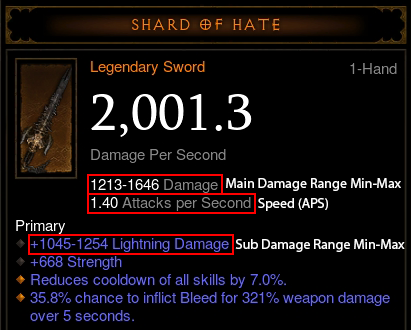 SHARD OF HATE
Legendary Sword 1-Hand
2,001.3
Damage Per Second
1213-1646 Damage Main Damage Range Min-Max
1.40 Attacks per Second Speed (APS)
Primary
+1045-1254 Lightning Damage Sub Damage Range Min-Max
+668 Strength
Reduces cooldown of all skills by 7.0%.
35.8% chance to inflict Bleed for 321% weapon damage
over 5 seconds.